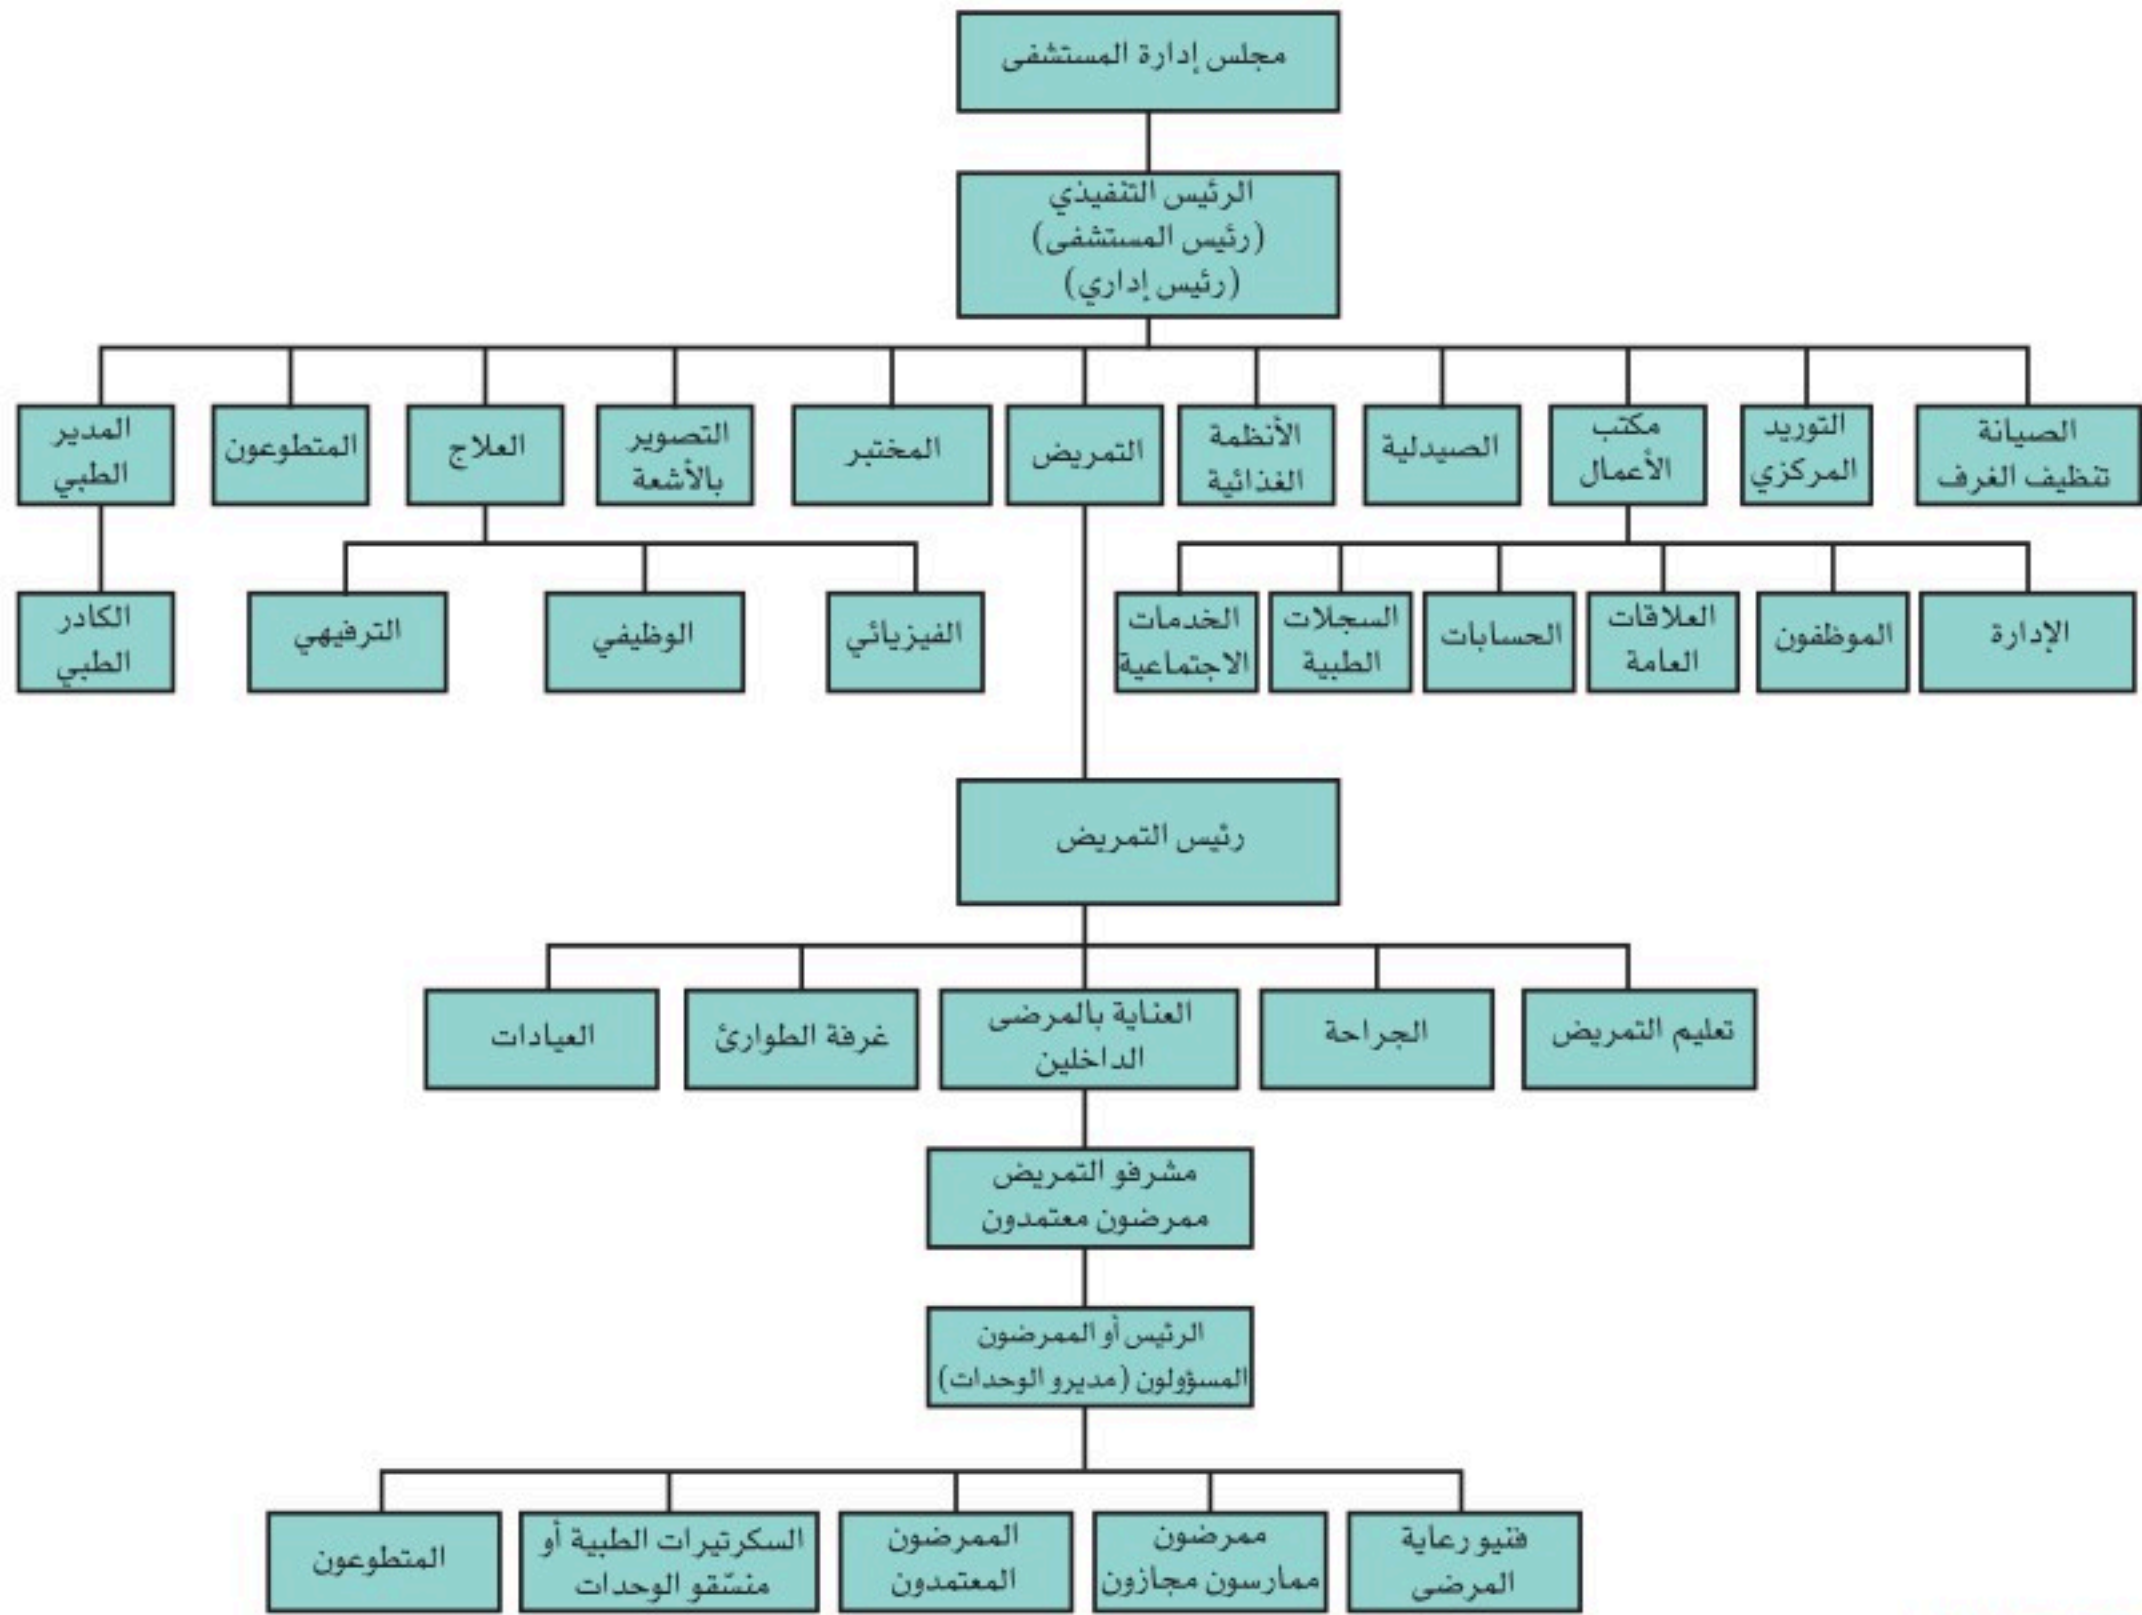 مجلس إدارة المستشفى
الرئيس التنفيذي
(رئيس المستشفى)
(رئيس إداري)
الصيانة
تنظيف الغرف
التوريد
المركزي
مكتب
الأعمال
الصيدلية
الأنظمة
الغذائية
التمريض
المختبر
التصوير
بالأشعة
العلاج
المتطوعون
المدير
الطبي
الإدارة
الموظفون
العلاقات
العامة
الحسابات
السجلات
الطبية
الخدمات
الاجتماعية
الفيزيائي
الوظيفي
الترفيهي
الكادر
الطبي
رئيس التمريض
تعليم التمريض
الجراحة
العناية بالمرضى
الداخلين
غرفة الطوارئ
العيادات
مشرفو التمريض
ممرضون معتمدون
الرئيس أو الممرضون
المسؤولون (مديرو الوحدات)
فنيو رعاية
المرضى
ممرضون
ممارسون مجازون
الممرضون
المعتمدون
السكرتيرات الطبية أو
منسّقو الوحدات
المتطوعون